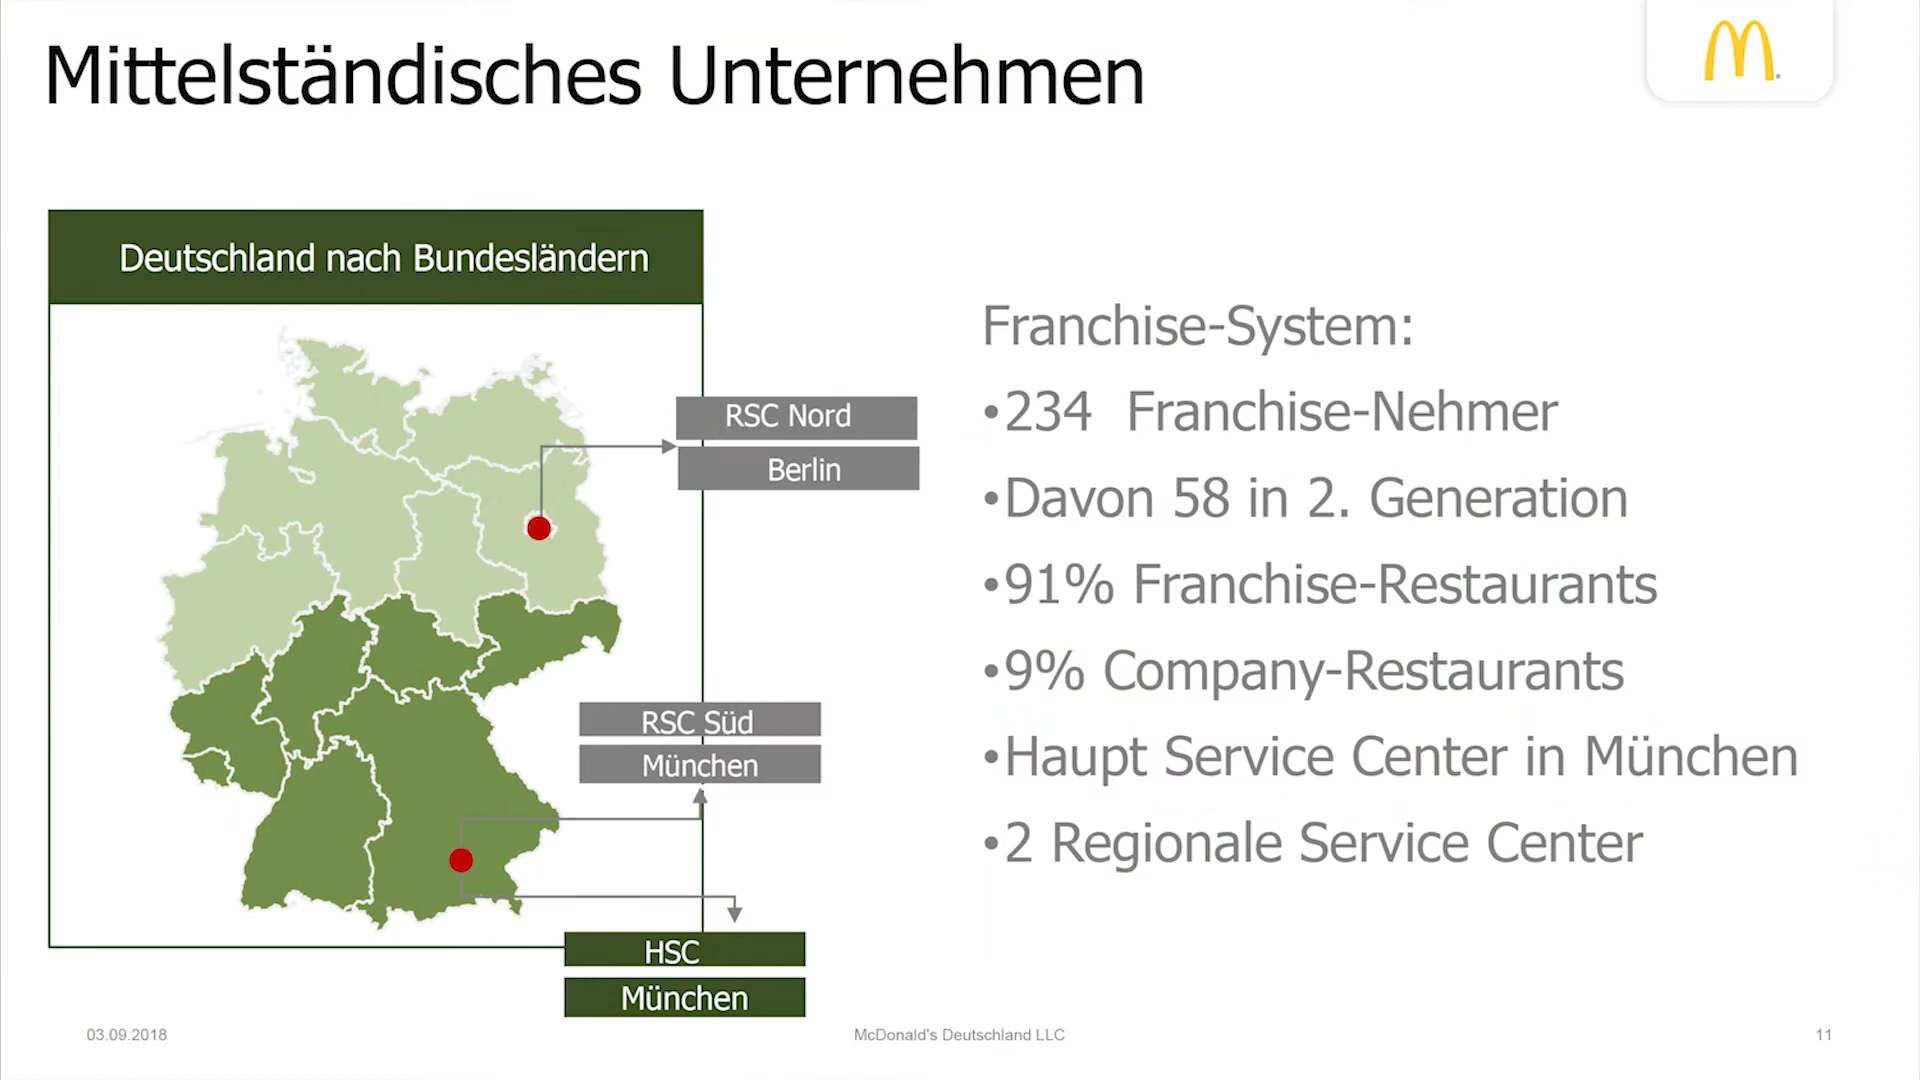 Mittelständisches Unternehmen
Deutschland nach Bundesländern
RSC Nord
Berlin
RSC Süd
München
HSC
München
Franchise-System:
•234 Franchise-Nehmer
•Davon 58 in 2. Generation
•91% Franchise-Restaurants
•9% Company-Restaurants
•Haupt Service Center in München
•2 Regionale Service Center
03.09.2018
McDonald's Deutschland LLC
11